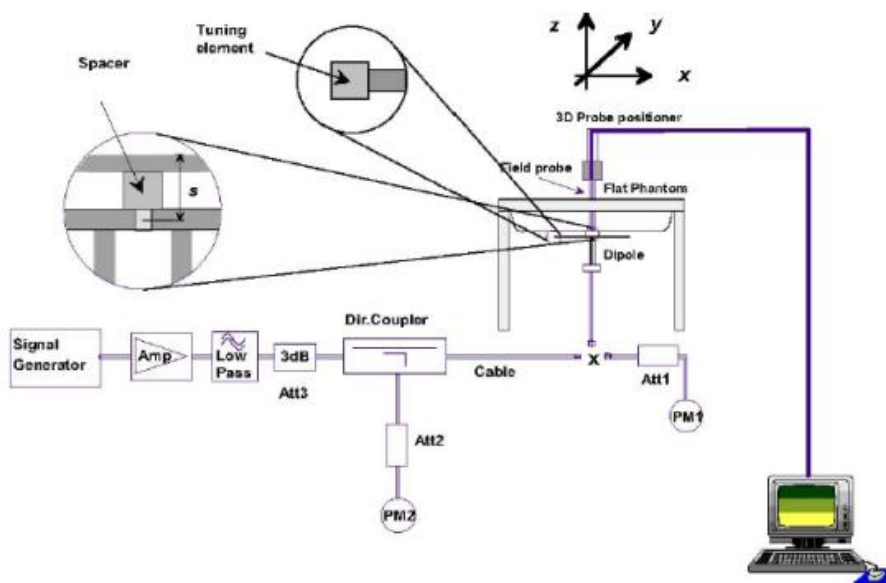 Tuning
element
z
y
x
Spacer
3D Probe positioner
s
Field probe
Flat Phantom
Dipole
Signal
Generator
Amp
Low
Pass
3dB
Att3
Dir.Coupler
Cable
x
Att1
PM1
Att2
PM2